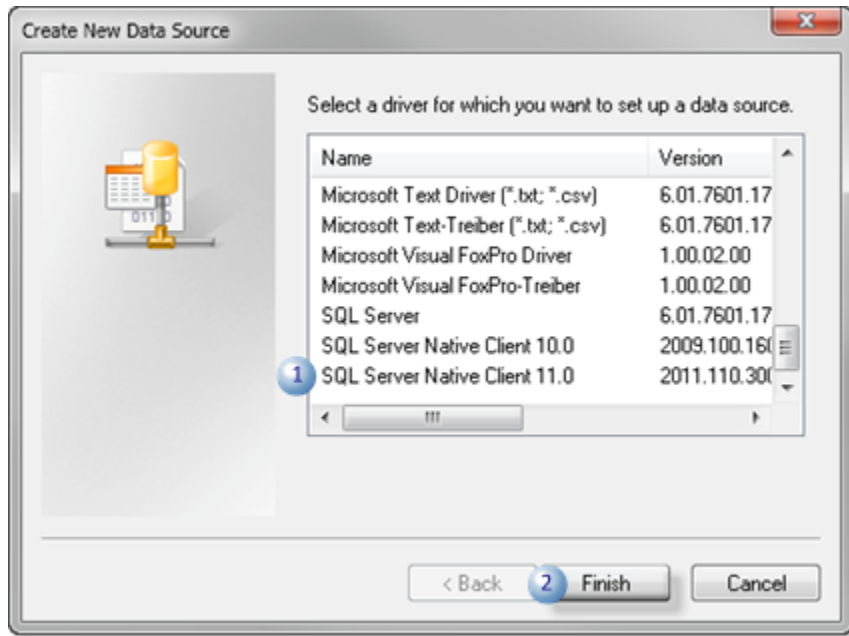 Create New Data Source
Select a driver for which you want to set up a data source.
Name Version
Microsoft Text Driver (*.txt; *.csv) 6.01.7601.17
Microsoft Text-Treiber (*.txt; *.csv) 6.01.7601.17
Microsoft Visual FoxPro Driver 1.00.02.00
Microsoft Visual FoxPro-Treiber 1.00.02.00
SQL Server 6.01.7601.17
SQL Server Native Client 10.0 2009.100.160
1 SQL Server Native Client 11.0 2011.110.300
011
< Back 2 Finish Cancel